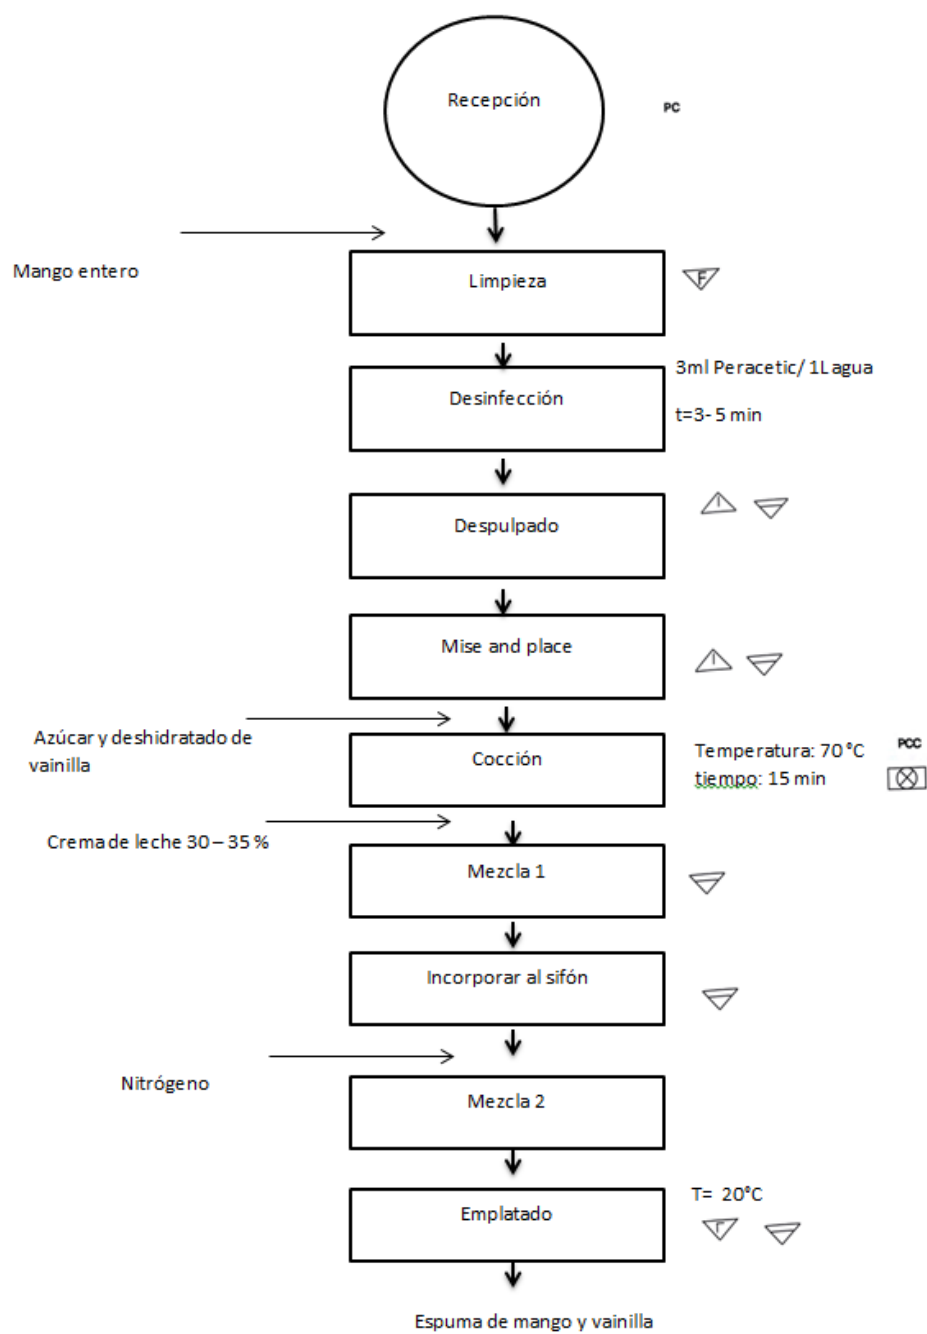 Recepción
PC
Mango entero
Limpieza
F
3ml Peracetic/ 1L agua
Desinfección
t=3- 5 min
Despulpado
Mise and place
Azúcar y deshidratado de
vainilla
Cocción
Temperatura: 70 °C
tiempo: 15 min
PCC
Crema de leche 30 – 35 %
Mezcla 1
Incorporar al sifón
Nitrógeno
Mezcla 2
T=  20°C
Emplatado
Espuma de mango y vainilla